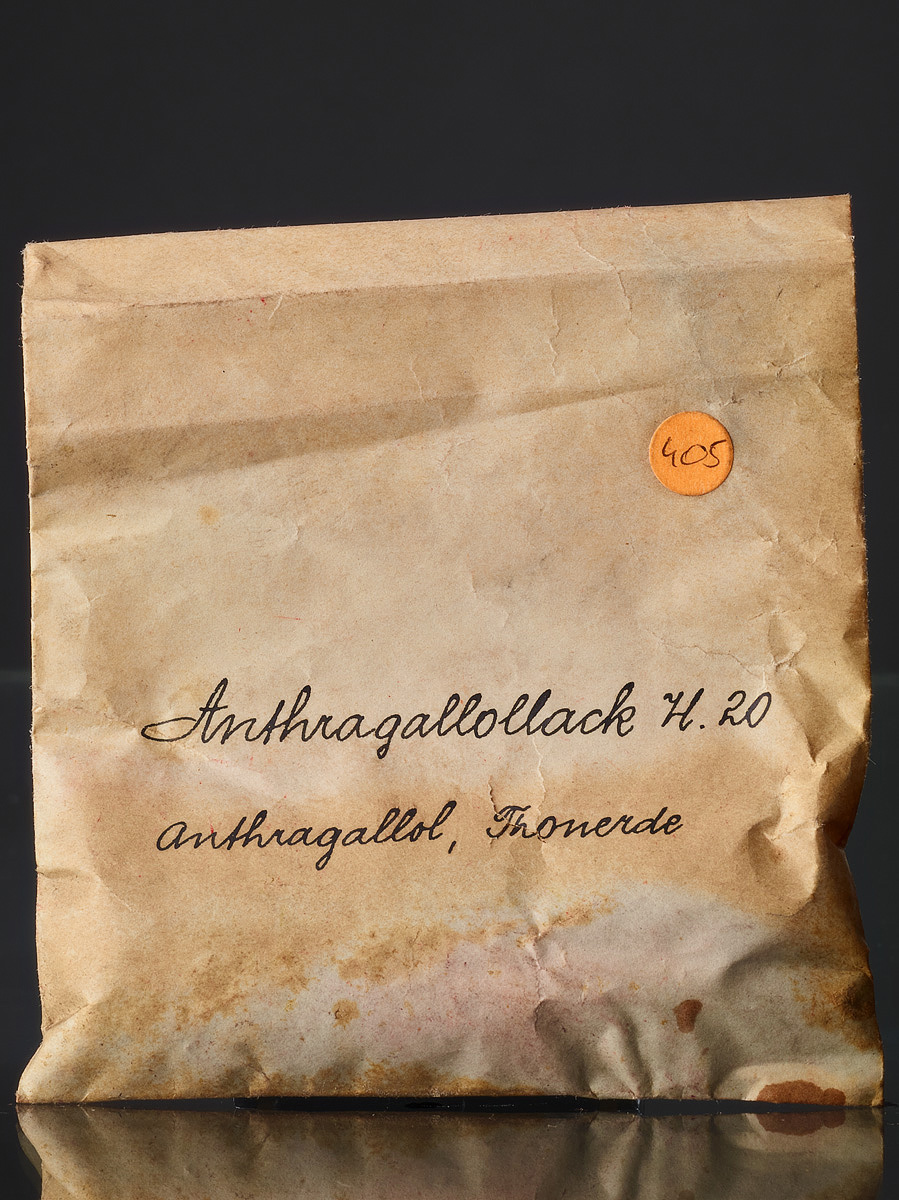 405
Anthragallollack H. 20
Anthragallol, Thonerde